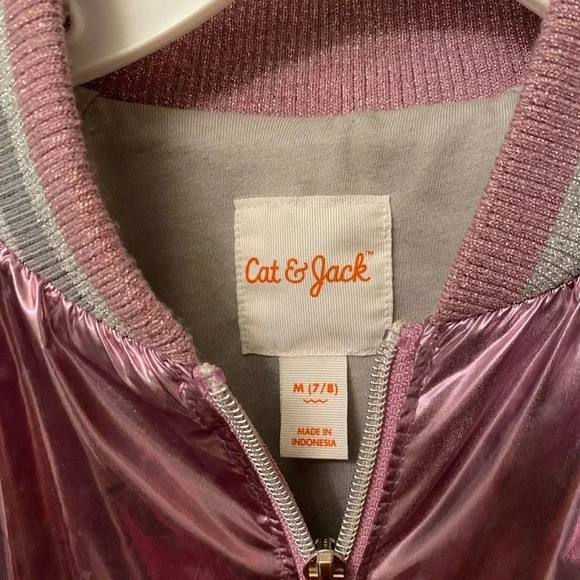 Cat & Jack™
M (7/8)
MADE IN
INDONESIA